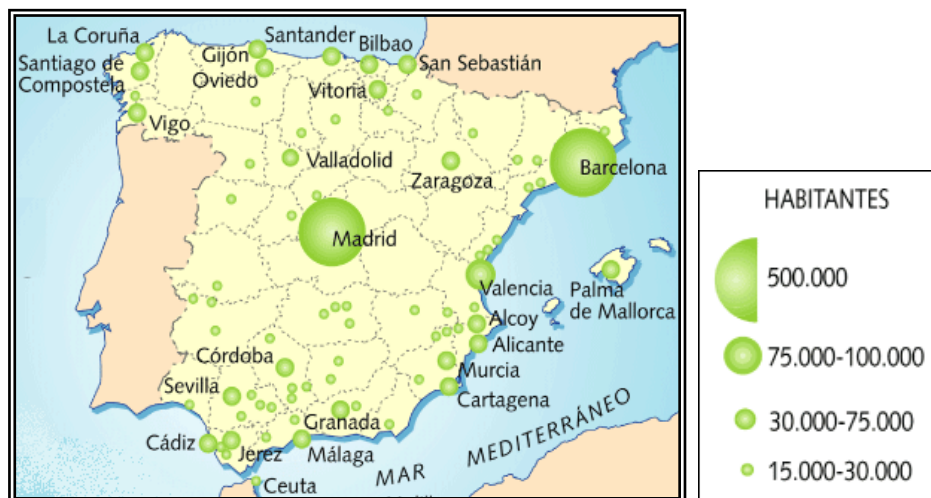 La Coruña
Santander
Gijón
Bilbao
Santiago de
Compostela
Oviedo
San Sebastián
Vitoria
Vigo
Valladolid
Zaragoza
Barcelona
Madrid
Valencia
Palma
de Mallorca
Alcoy
Alicante
Córdoba
Murcia
Sevilla
Cartagena
Granada
Cádiz
Jerez
Málaga
MAR MEDITERRÁNEO
Ceuta
HABITANTES
500.000
75.000-100.000
30.000-75.000
15.000-30.000